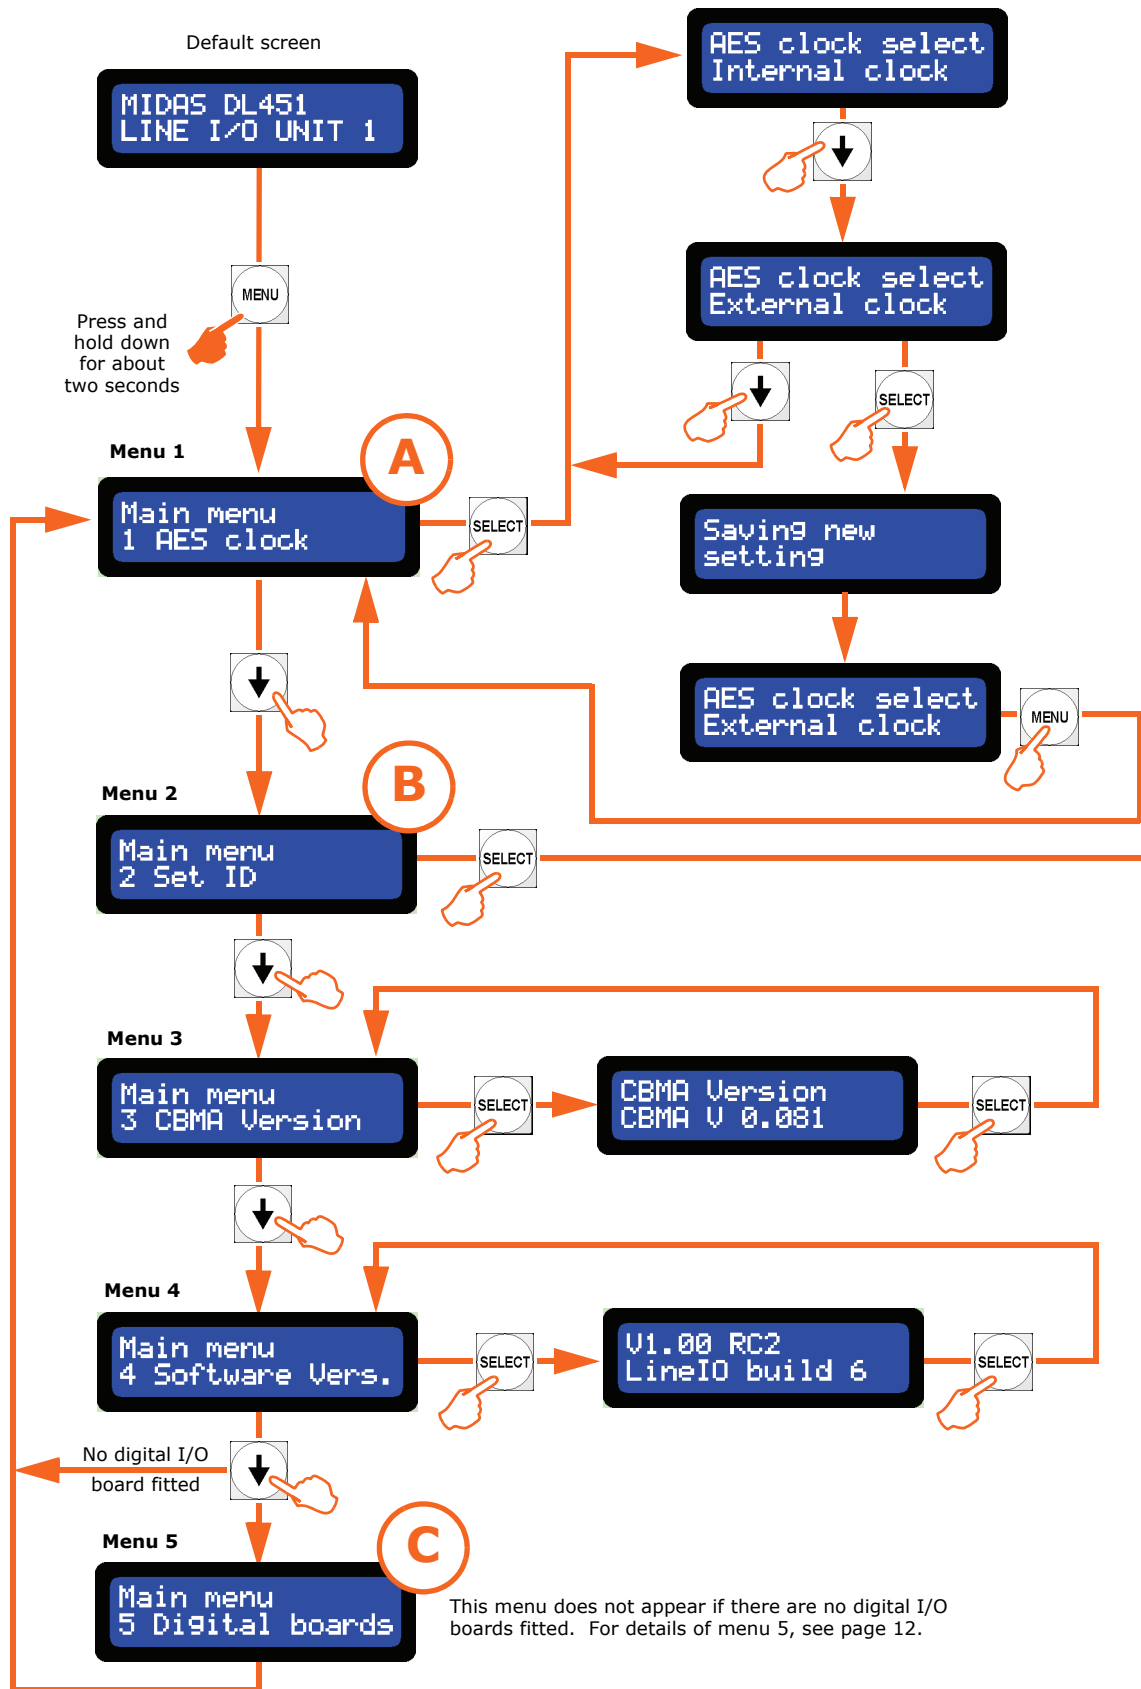 Default screen
MIDAS DL451
LINE I/O UNIT 1
MENU
Press and
hold down
for about
two seconds
Menu 1
A
Main menu
1 AES clock
SELECT
AES clock select
Internal clock
AES clock select
External clock
SELECT
Saving new
setting
AES clock select
External clock
MENU
Menu 2
B
Main menu
2 Set ID
SELECT
Menu 3
Main menu
3 CBMA Version
SELECT
CBMA Version
CBMA V 0.081
SELECT
Menu 4
Main menu
4 Software Vers.
SELECT
V1.00 RC2
LineIO build 6
SELECT
No digital I/O
board fitted
Menu 5
C
Main menu
5 Digital boards
This menu does not appear if there are no digital I/O
boards fitted.  For details of menu 5, see page 12.